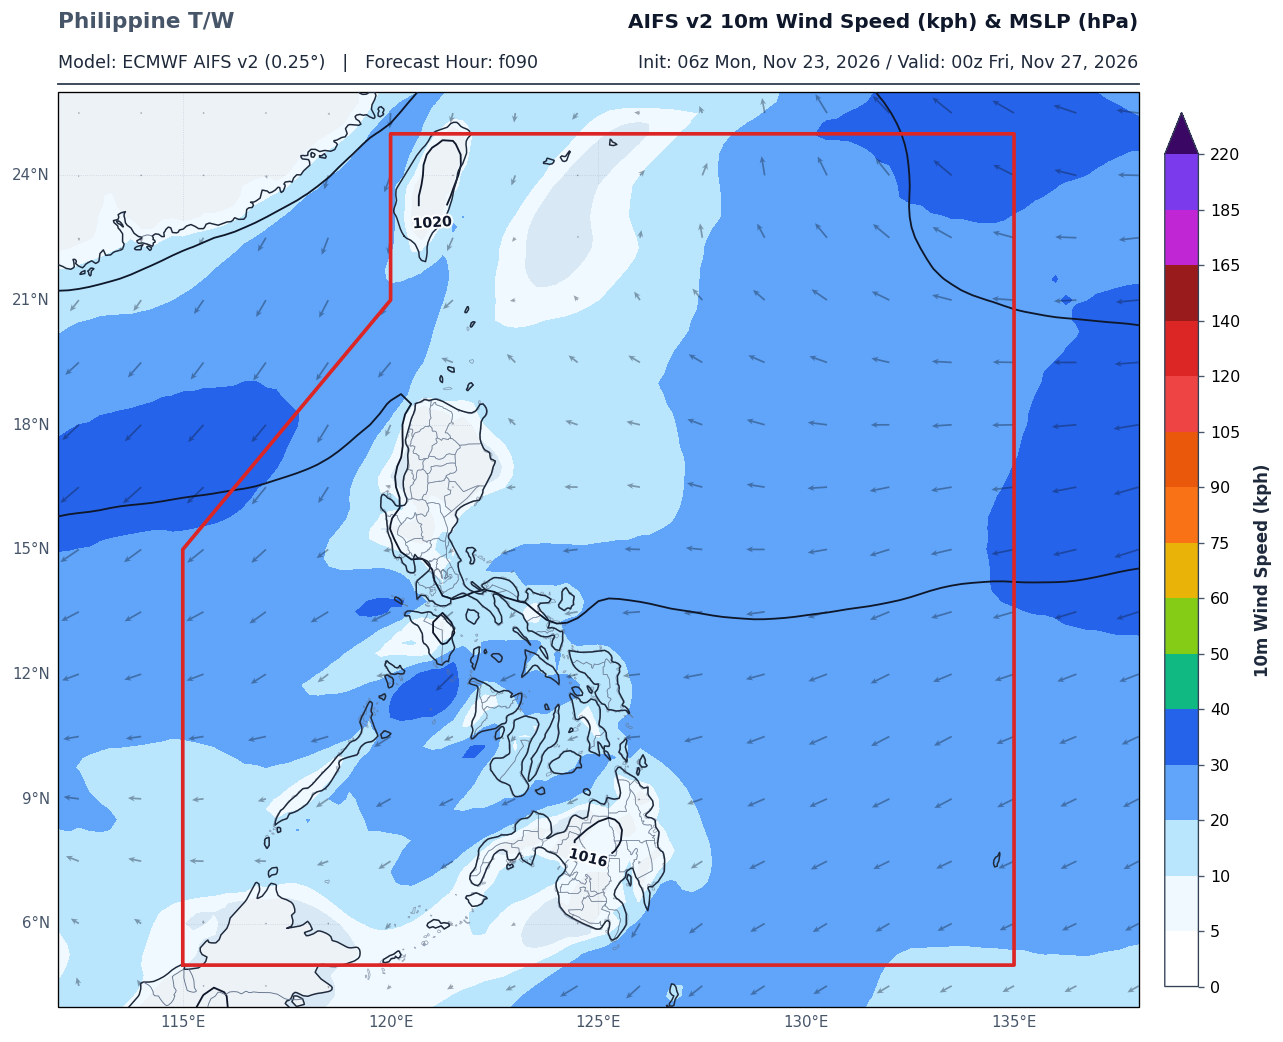 Philippine T/W
AIFS v2 10m Wind Speed (kph) & MSLP (hPa)
Model: ECMWF AIFS v2 (0.25°) | Forecast Hour: f090
Init: 06z Mon, Nov 23, 2026 / Valid: 00z Fri, Nov 27, 2026
24°N
21°N
18°N
15°N
12°N
9°N
6°N
1020
1016
115°E
120°E
125°E
130°E
135°E
220
185
165
140
120
105
90
75
60
50
40
30
20
10
5
0
10m Wind Speed (kph)